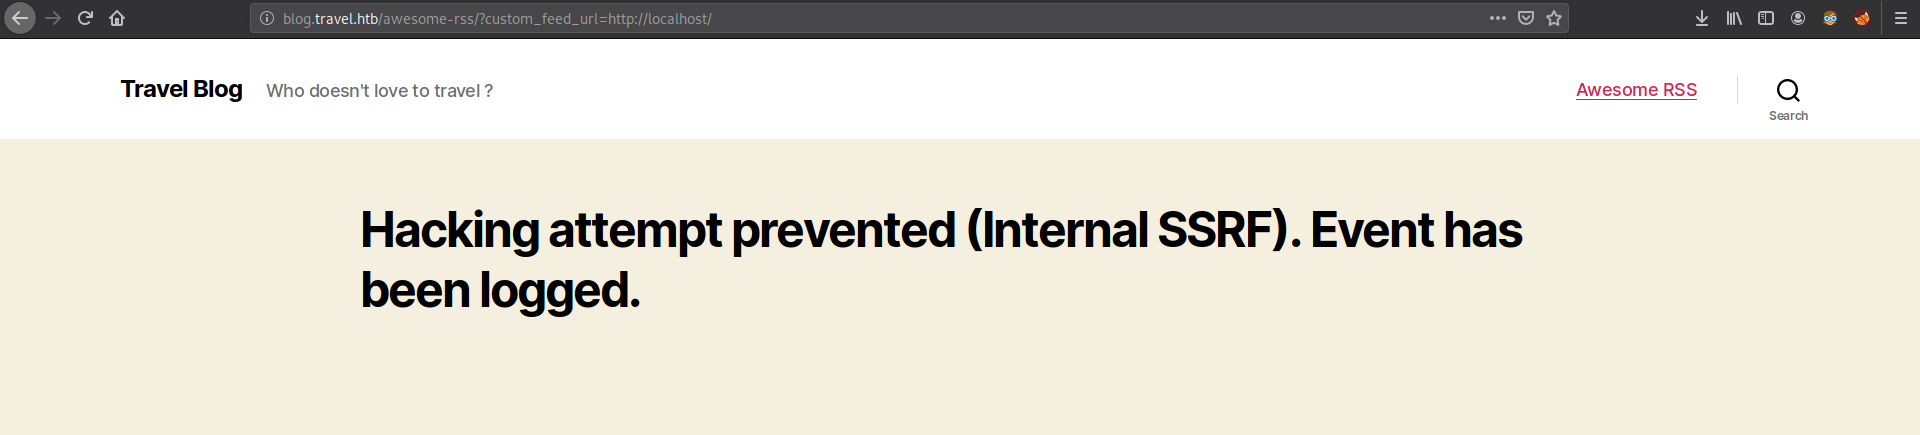 blog.travel.htb/awesome-rss/?custom_feed_url=http://localhost/
Travel Blog Who doesn't love to travel ? Awesome RSS
Search
Hacking attempt prevented (Internal SSRF). Event has
been logged.